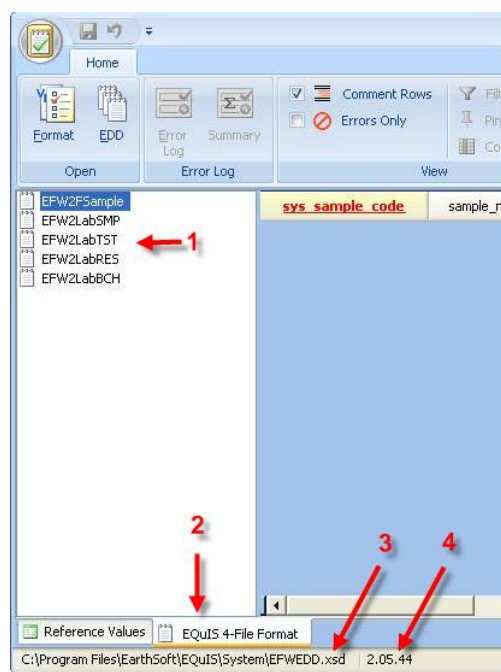 Home
Format
EDD
Error Log
Summary
Comment Rows
Errors Only
Open
Error Log
View
EFW2FSample
EFW2LabSMP
EFW2LabTST
EFW2LabRES
EFW2LabBCH
1
sys_sample_code
2
3
4
Reference Values
EQuIS 4-File Format
C:\Program Files\EarthSoft\EQuIS\System\EFWEDD.xsd
2.05.44